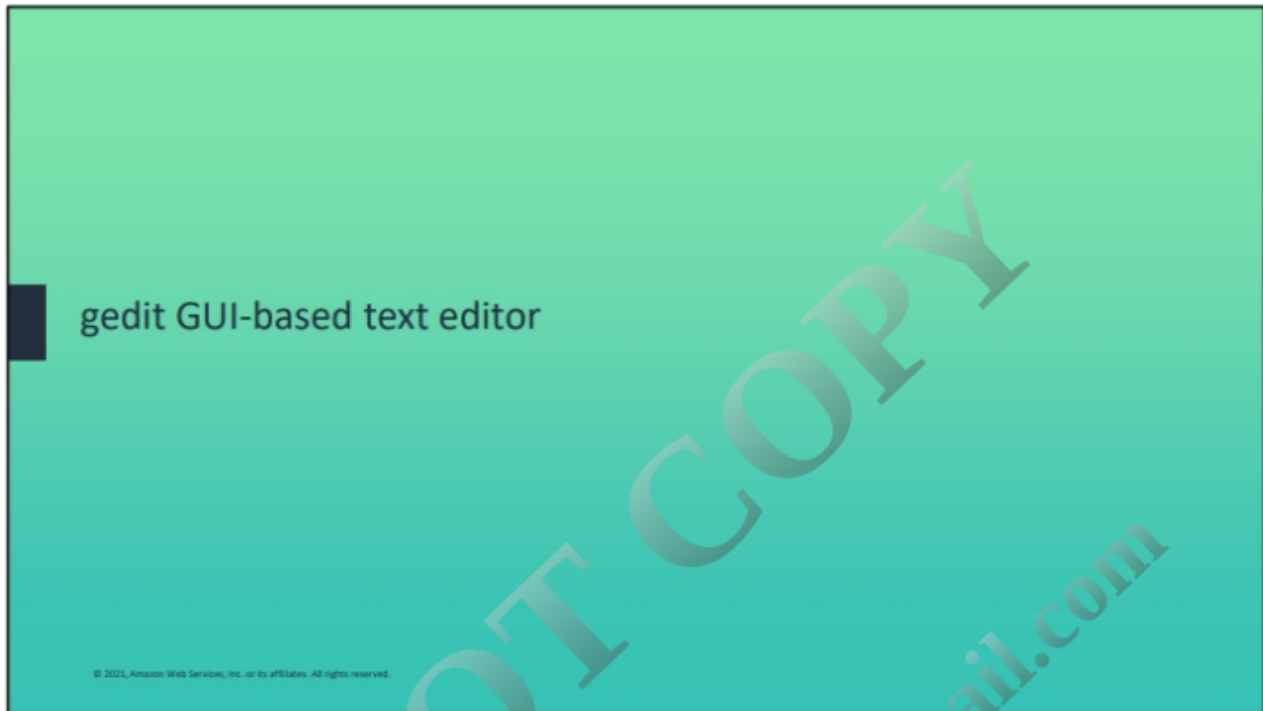 gedit GUI-based text editor
OT COPY
ail.com
© 2021, Amazon Web Services, Inc. or its affiliates. All rights reserved.